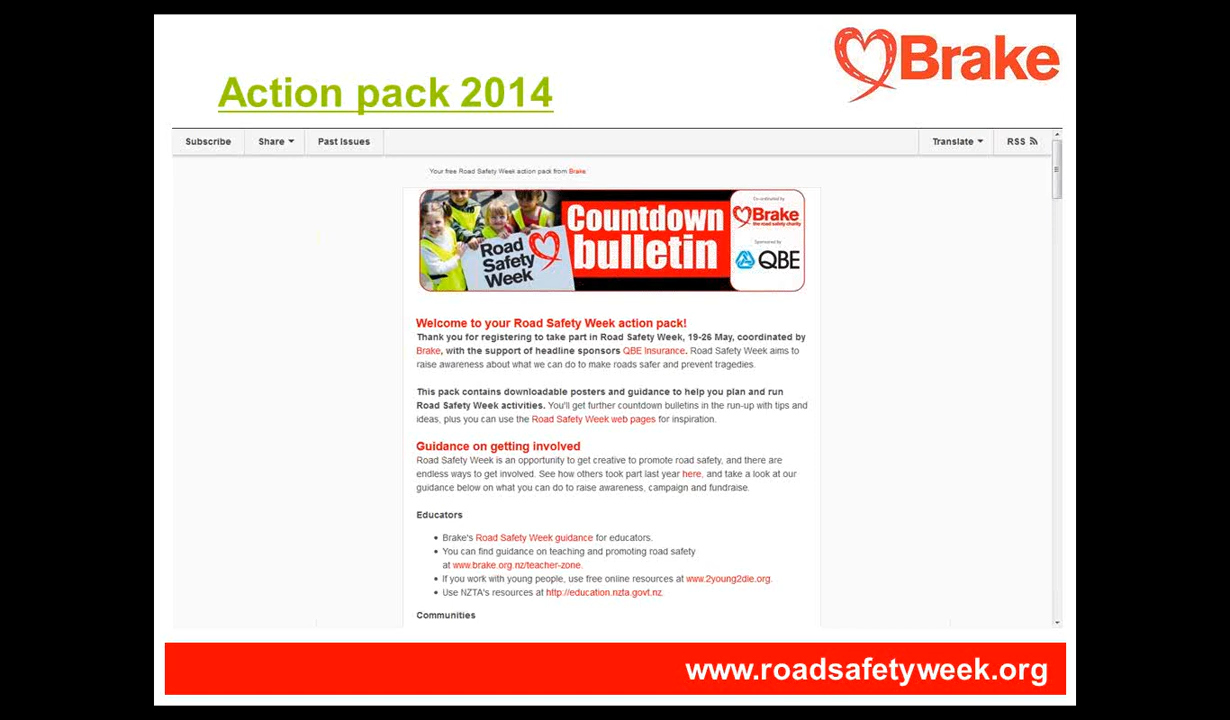 Brake
Action pack 2014
Subscribe
Share
Past Issues
Translate
RSS
Your free Road Safety Week action pack from Brake
Road
Safety
Week
Countdown
bulletin
Co-ordinated by
Brake
the road safety charity
Sponsored by
QBE
Welcome to your Road Safety Week action pack!
Thank you for registering to take part in Road Safety Week, 19-26 May, coordinated by
Brake, with the support of headline sponsors QBE Insurance. Road Safety Week aims to
raise awareness about what we can do to make roads safer and prevent tragedies.
This pack contains downloadable posters and guidance to help you plan and run
Road Safety Week activities. You'll get further countdown bulletins in the run-up with tips and
ideas, plus you can use the Road Safety Week web pages for inspiration.
Guidance on getting involved
Road Safety Week is an opportunity to get creative to promote road safety, and there are
endless ways to get involved. See how others took part last year here, and take a look at our
guidance below on what you can do to raise awareness, campaign and fundraise.
Educators
• Brake's Road Safety Week guidance for educators.
• You can find guidance on teaching and promoting road safety
at www.brake.org.nz/teacher-zone.
• If you work with young people, use free online resources at www.2young2die.org.
• Use NZTA's resources at http://education.nzta.govt.nz.
Communities
www.roadsafetyweek.org